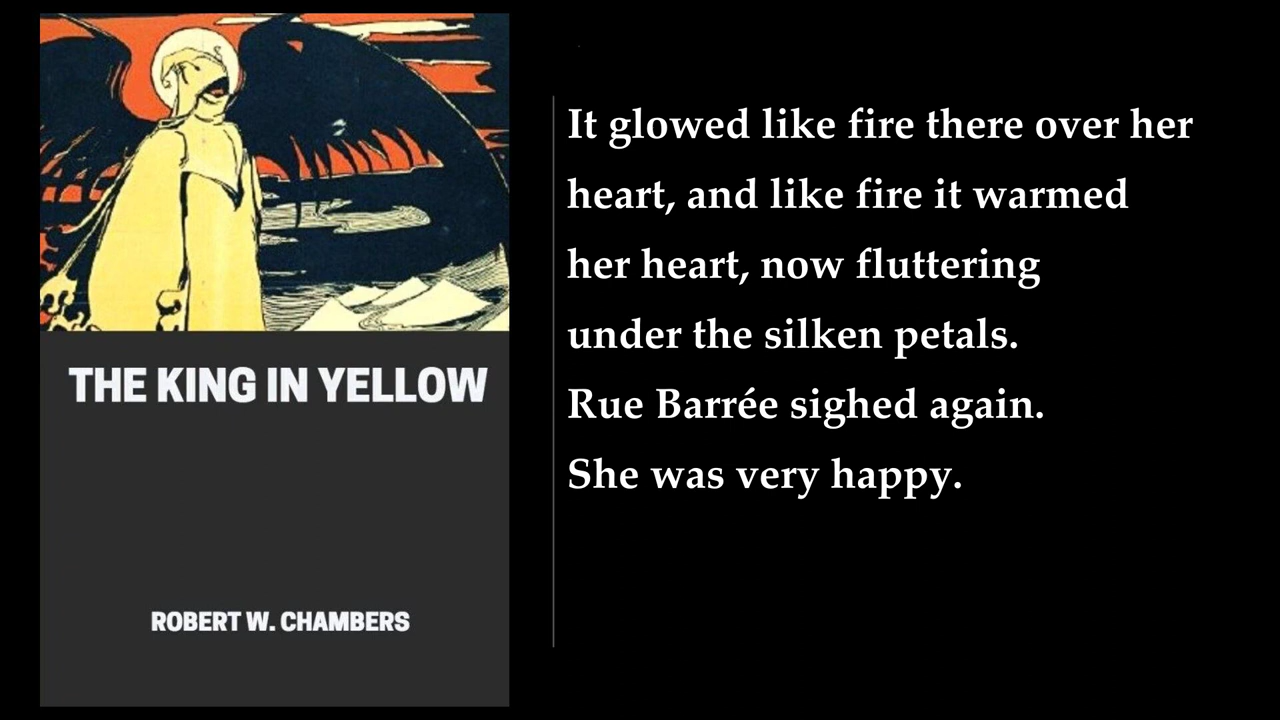 THE KING IN YELLOW
ROBERT W. CHAMBERS
It glowed like fire there over her
heart, and like fire it warmed
her heart, now fluttering
under the silken petals.
Rue Barrée sighed again.
She was very happy.